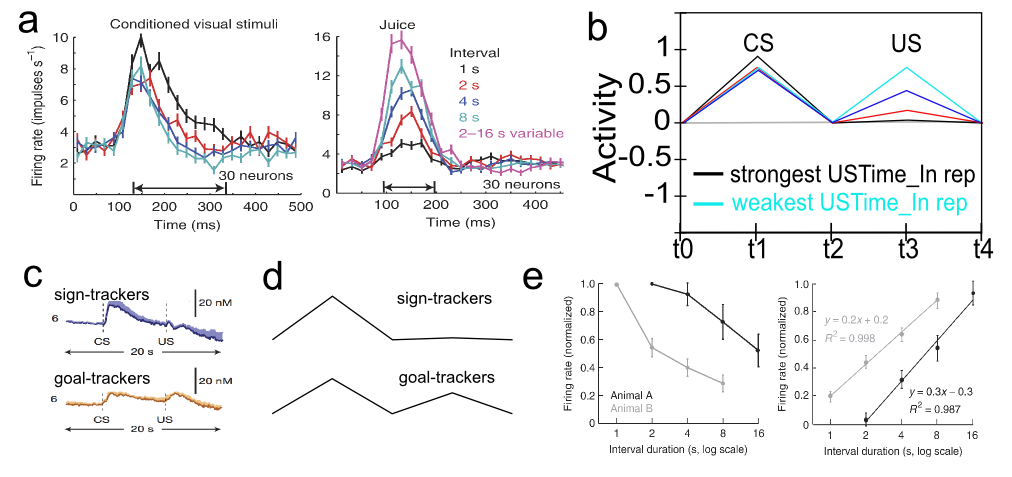 a
Conditioned visual stimuli
Firing rate (impulses s⁻¹)
10
8
6
4
2
0
100
200
300
400
500
Time (ms)
30 neurons
Juice
16
12
8
4
0
0
200
400
Time (ms)
30 neurons
Interval
1 s
2 s
4 s
8 s
2–16 s variable
b
Activity
1
0.5
0
-0.5
-1
CS
US
strongest USTime_In rep
weakest USTime_In rep
t0
t1
t2
t3
t4
c
sign-trackers
20 nM
6
CS
US
20 s
goal-trackers
20 nM
6
CS
US
20 s
d
sign-trackers
goal-trackers
e
Firing rate (normalized)
1.0
0.8
0.6
0.4
0.2
0
Animal A
Animal B
1
2
4
8
16
Interval duration (s, log scale)
Firing rate (normalized)
1.0
0.8
0.6
0.4
0.2
0
y = 0.2x + 0.2
R² = 0.998
y = 0.3x – 0.3
R² = 0.987
1
2
4
8
16
Interval duration (s, log scale)